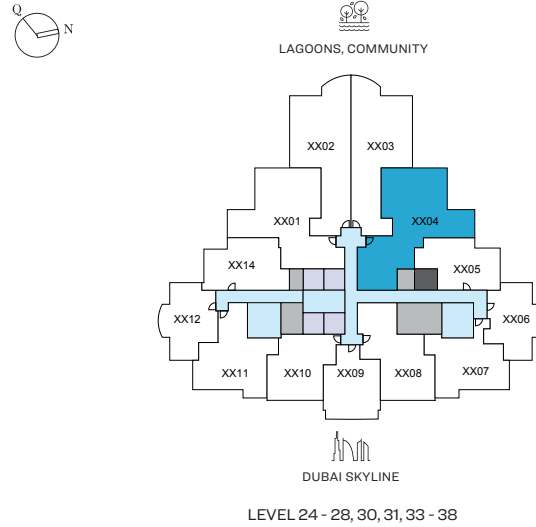 Q
N
LAGOONS, COMMUNITY
XX02
XX03
XX01
XX04
XX14
XX05
XX12
XX06
XX11
XX10
XX09
XX08
XX07
DUBAI SKYLINE
LEVEL 24 - 28, 30, 31, 33 - 38